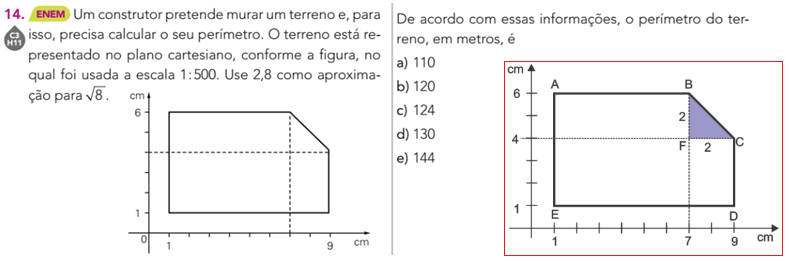 14. ENEM Um construtor pretende murar um terreno e, para
C3
H11
isso, precisa calcular o seu perímetro. O terreno está re-
presentado no plano cartesiano, conforme a figura, no
qual foi usada a escala 1:500. Use 2,8 como aproxima-
ção para √8.
cm
6
1
0
1
9
cm
De acordo com essas informações, o perímetro do ter-
reno, em metros, é
a) 110
b) 120
c) 124
d) 130
e) 144
cm
6
A
B
2
4
F
2
C
1
E
D
1
7
9
cm